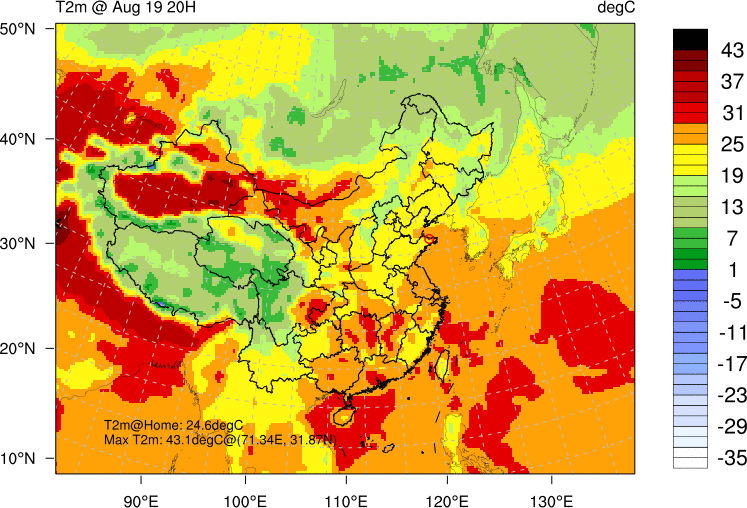 T2m @ Aug 19 20H degC
50°N
40°N
30°N
20°N
10°N
90°E 100°E 110°E 120°E 130°E
T2m@Home: 24.6degC
Max T2m: 43.1degC@(71.34E, 31.87N)
43
37
31
25
19
13
7
1
-5
-11
-17
-23
-29
-35